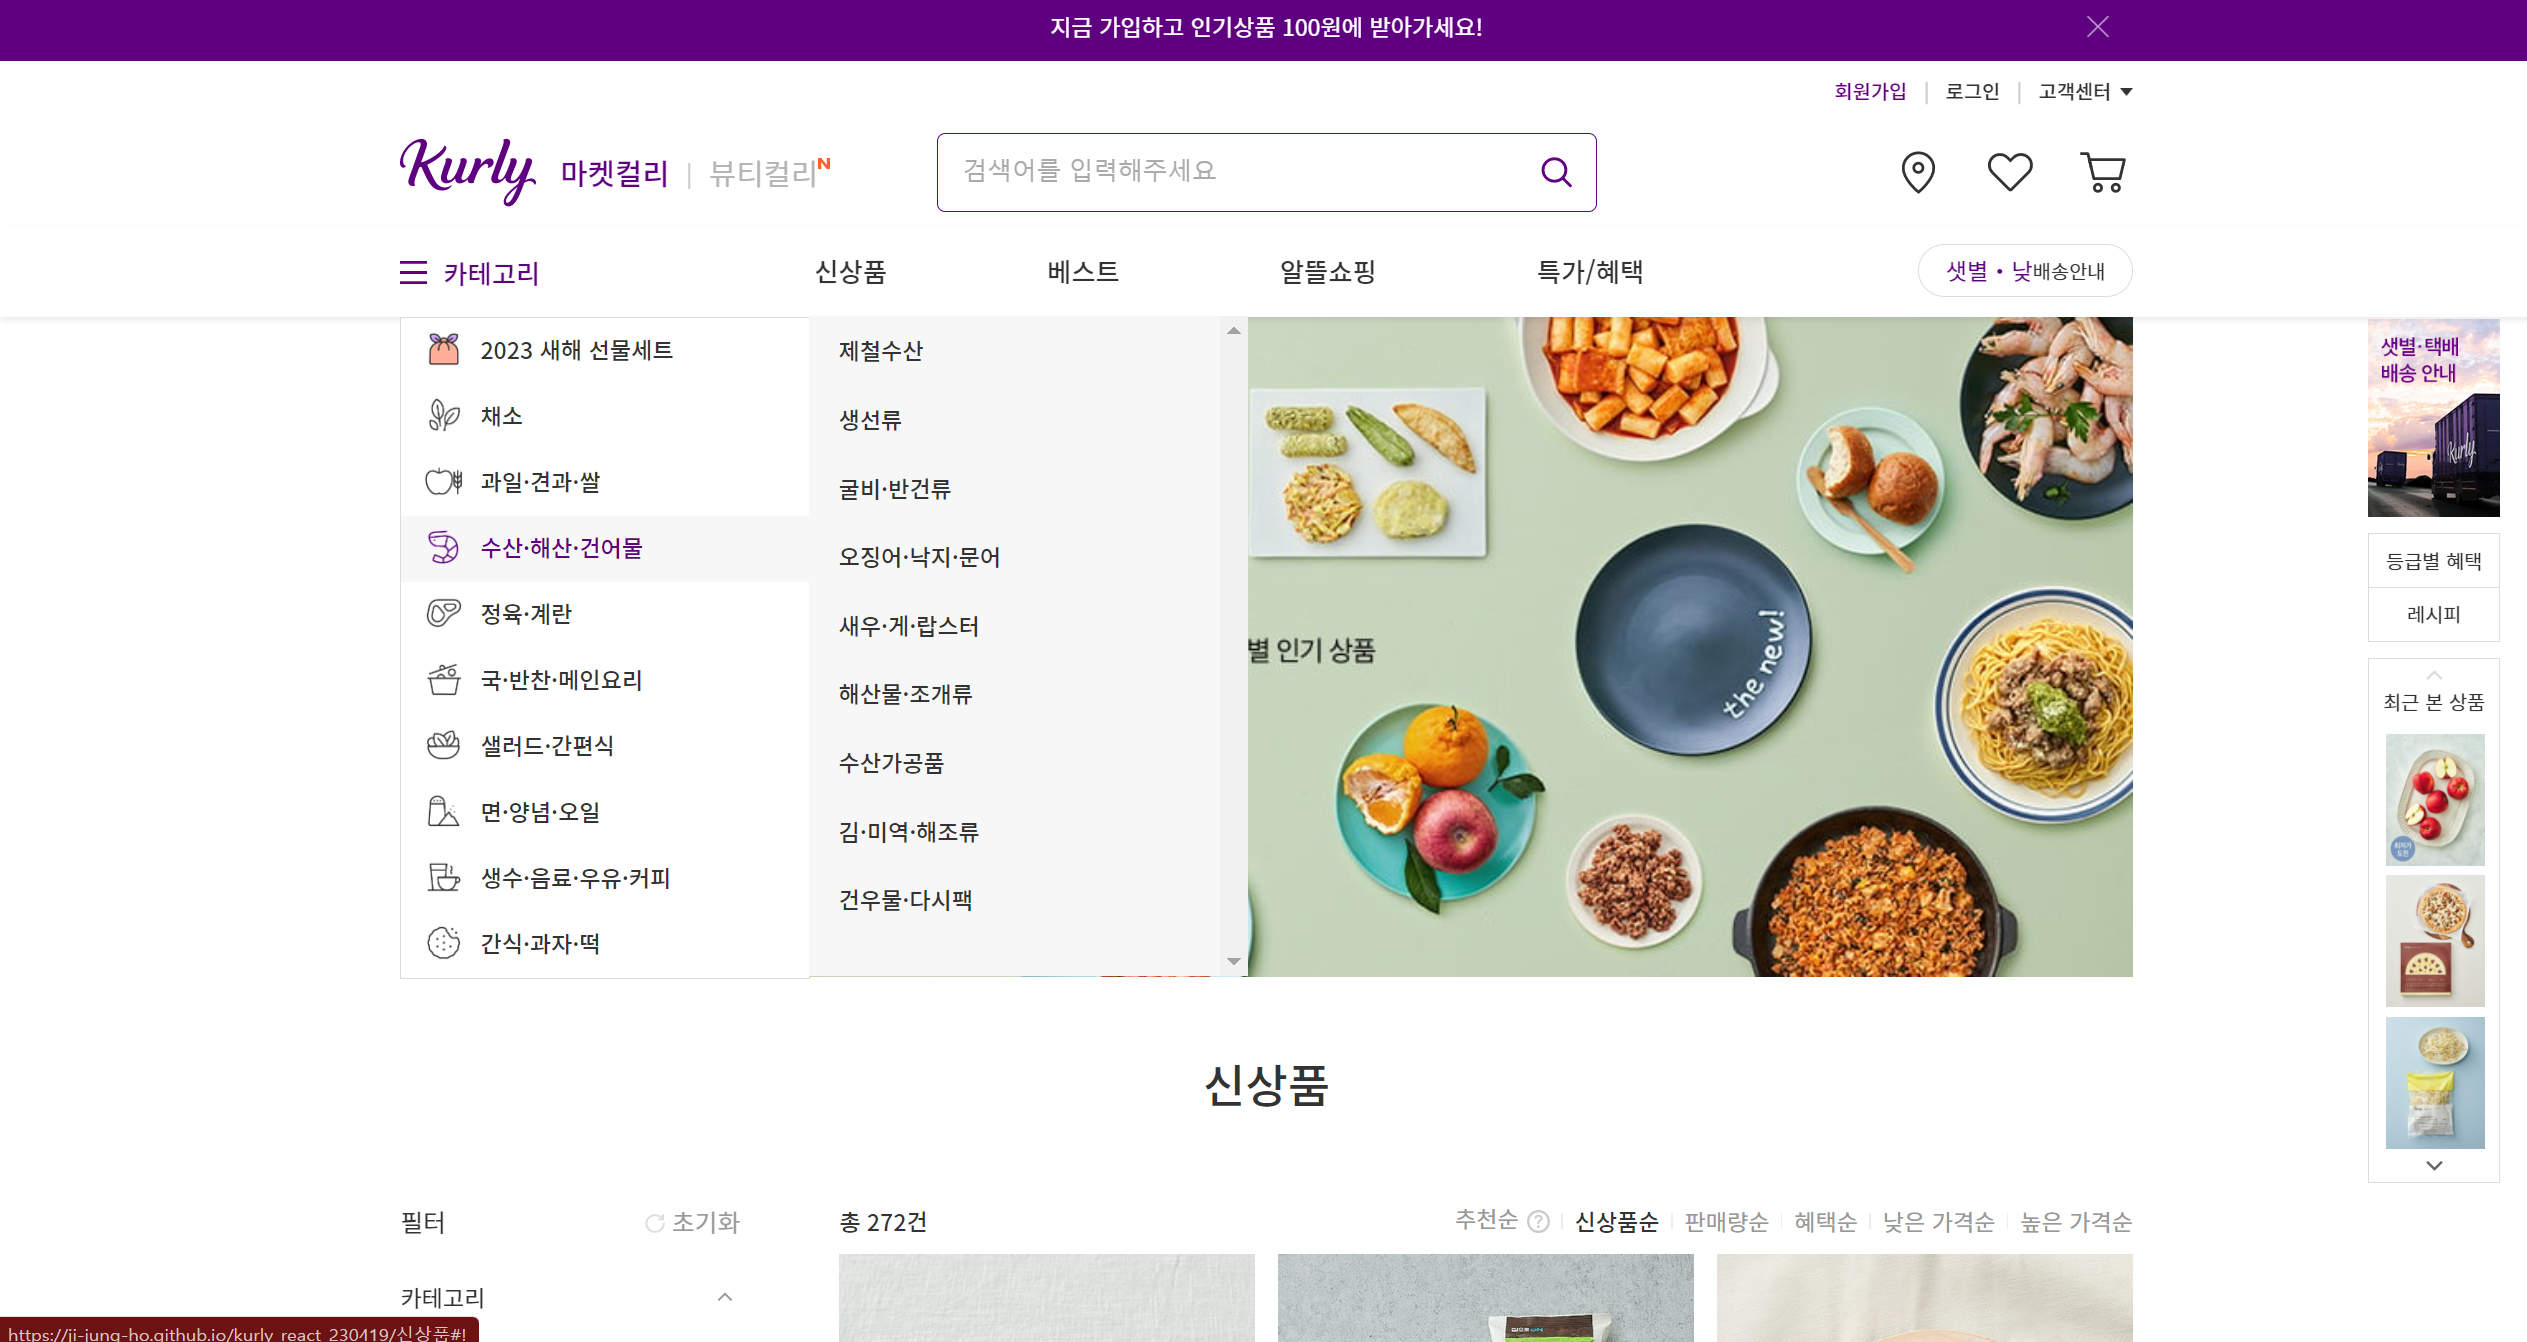 지금 가입하고 인기상품 100원에 받아가세요!
회원가입 | 로그인 | 고객센터
Kurly 마켓컬리 | 뷰티컬리N
검색어를 입력해주세요
카테고리
신상품
베스트
알뜰쇼핑
특가/혜택
샛별・낮배송안내
2023 새해 선물세트
채소
과일·견과·쌀
수산·해산·건어물
정육·계란
국·반찬·메인요리
샐러드·간편식
면·양념·오일
생수·음료·우유·커피
간식·과자·떡
제철수산
생선류
굴비·반건류
오징어·낙지·문어
새우·게·랍스터
해산물·조개류
수산가공품
김·미역·해조류
건우물·다시팩
별 인기 상품
the new!
샛별·택배
배송 안내
Kurly
등급별 혜택
레시피
최근 본 상품
최저가
도전
신상품
필터
초기화
총 272건
추천순 ? 신상품순 판매량순 혜택순 낮은 가격순 높은 가격순
카테고리
https://ji-jung-ho.github.io/kurly_react_230419/신상품#!